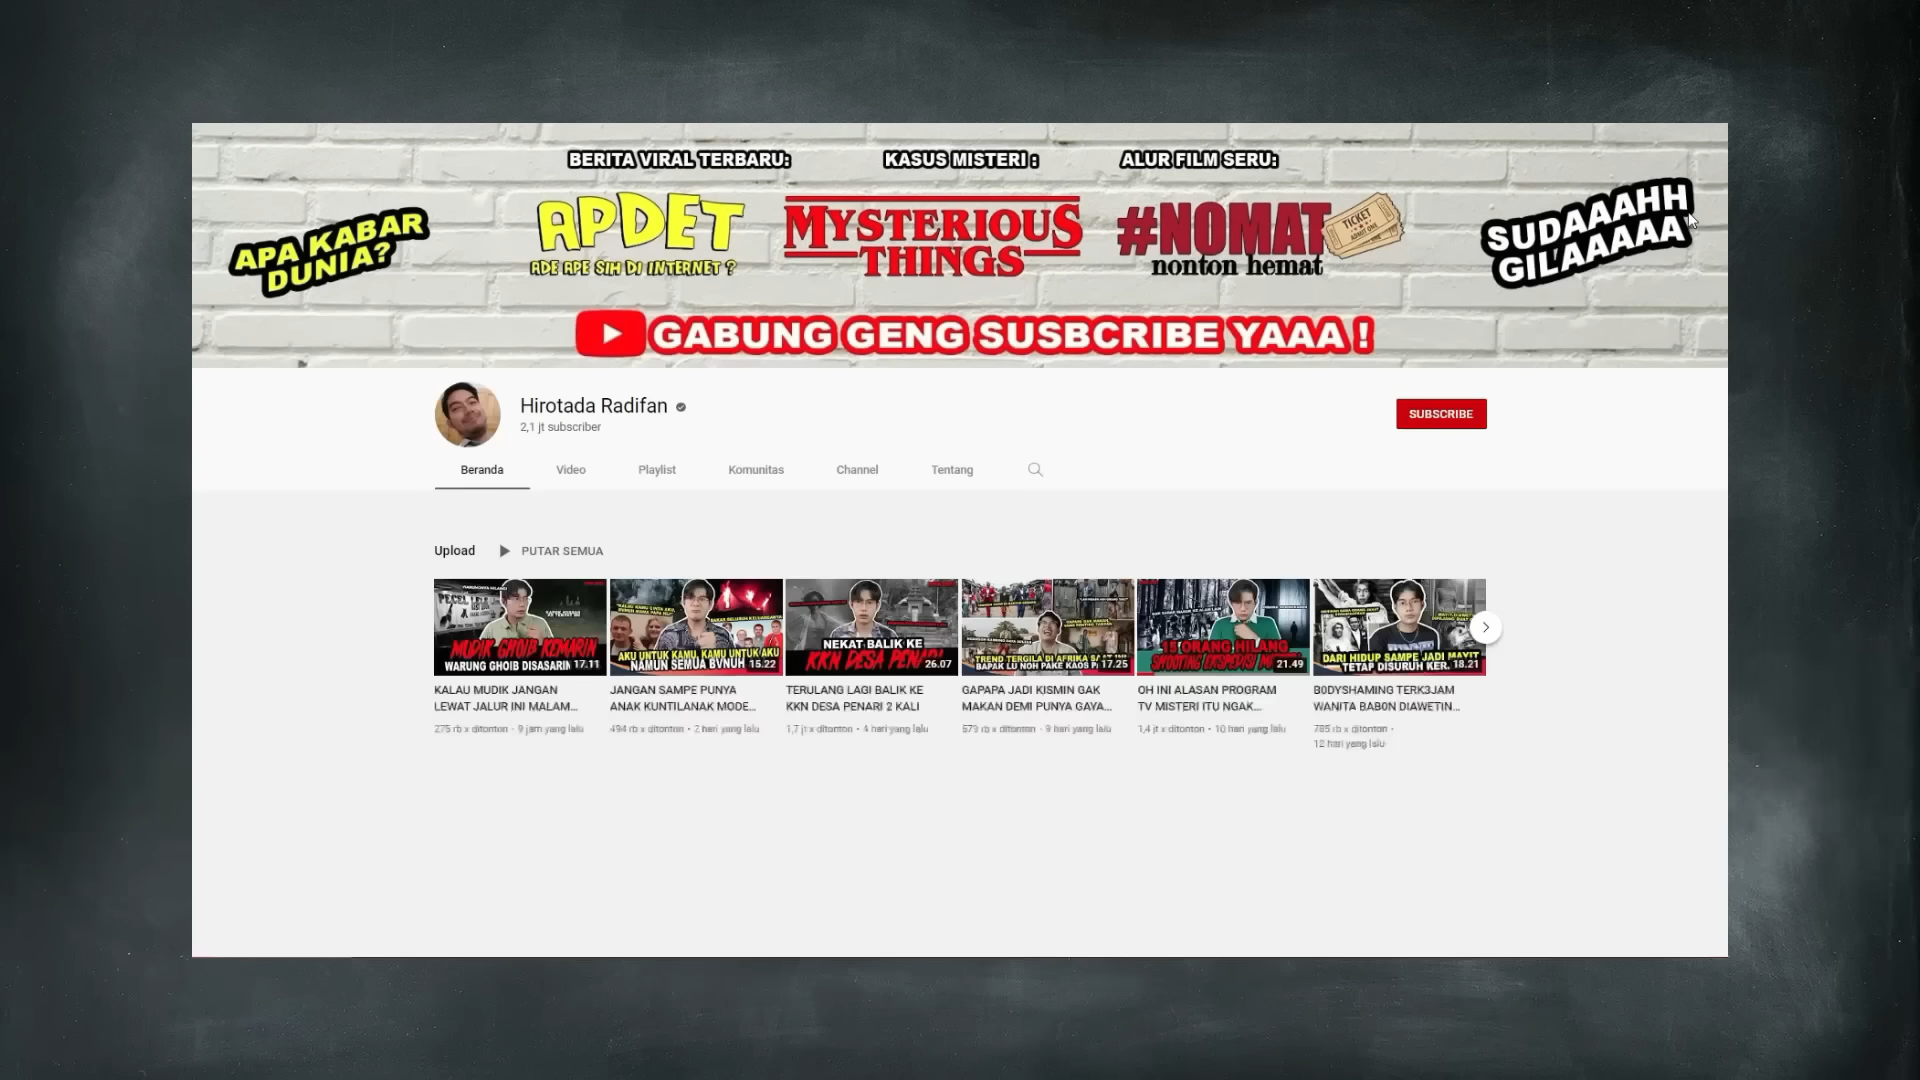 BERITA VIRAL TERBARU:
KASUS MISTERI :
ALUR FILM SERU:
APA KABAR
DUNIA?
APDET
ADE APE SIH DI INTERNET ?
MYSTERIOUS
THINGS
#NOMAT
nonton hemat
TICKET
ADMIT ONE
SUDAAAHH
GILAAAAA
GABUNG GENG SUSBCRIBE YAAA !
Hirotada Radifan
2,1 jt subscriber
SUBSCRIBE
Beranda
Video
Playlist
Komunitas
Channel
Tentang
Upload
PUTAR SEMUA
PECEL LELE
MUDIK GHOIB KEMARIN
WARUNG GHOIB DISASARIN
17.11
AKU UNTUK KAMU, KAMU UNTUK AKU
NAMUN SEMUA BVNUH
15.22
NEKAT BALIK KE
KKN DESA PENARI
26.07
TREND TERGILA DI AFRIKA
BAPAK LU NOH PAKE KAOS
17.25
15 ORANG HILANG
SHOOTING EKSPEDISI
21.49
DARI HIDUP SAMPE JADI MAYIT
TETAP DISURUH KER.
18.21
KALAU MUDIK JANGAN
LEWAT JALUR INI MALAM...
275 rb x ditonton · 9 jam yang lalu
JANGAN SAMPE PUNYA
ANAK KUNTILANAK MODE...
494 rb x ditonton · 2 hari yang lalu
TERULANG LAGI BALIK KE
KKN DESA PENARI 2 KALI
1,7 jt x ditonton · 4 hari yang lalu
GAPAPA JADI KISMIN GAK
MAKAN DEMI PUNYA GAYA...
579 rb x ditonton · 9 hari yang lalu
OH INI ALASAN PROGRAM
TV MISTERI ITU NGAK...
1,4 jt x ditonton · 10 hari yang lalu
B0DYSHAMING TERK3JAM
WANITA BAB0N DIAWETIN...
785 rb x ditonton ·
12 hari yang lalu